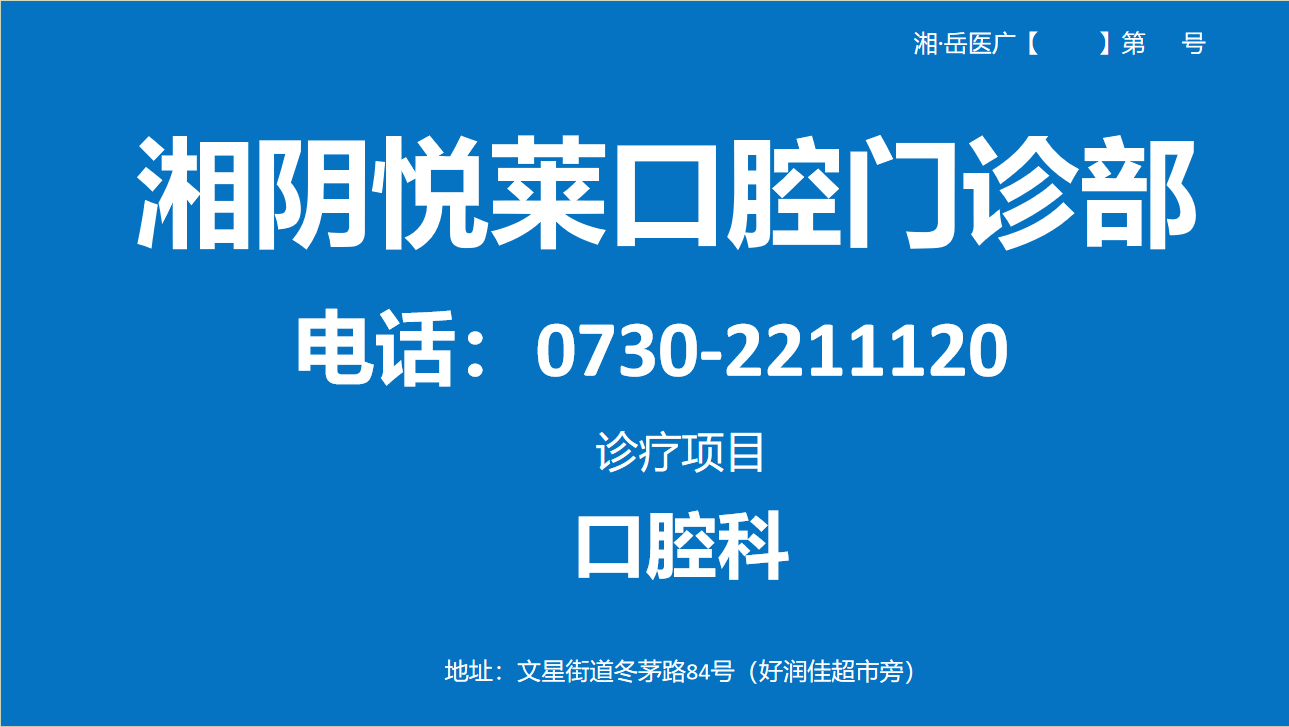 湘·岳医广【　　】第　号
湘阴悦莱口腔门诊部
电话：0730-2211120
诊疗项目
口腔科
地址：文星街道冬茅路84号（好润佳超市旁）